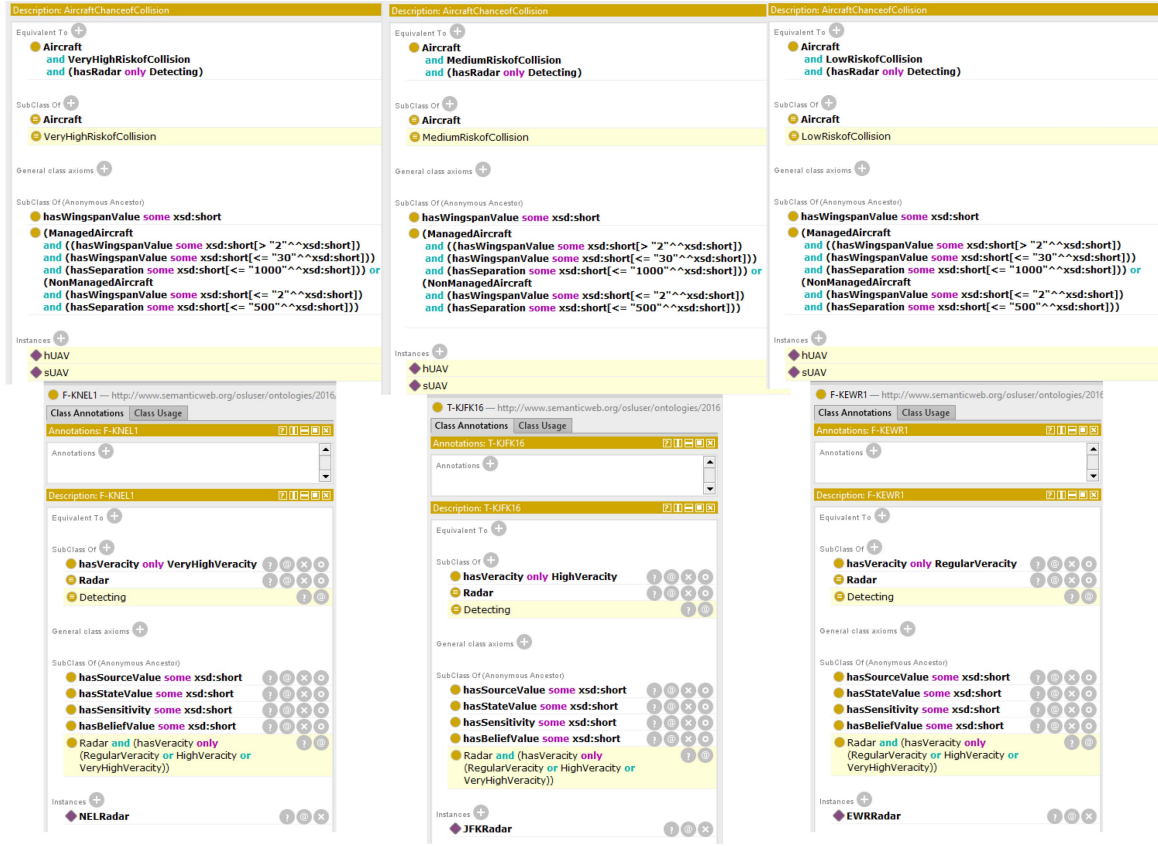 Description: AircraftChanceofCollision
Equivalent To
Aircraft
and VeryHighRiskofCollision
and (hasRadar only Detecting)
SubClass Of
Aircraft
VeryHighRiskofCollision
General class axioms
SubClass Of (Anonymous Ancestor)
hasWingspanValue some xsd:short
(ManagedAircraft
and ((hasWingspanValue some xsd:short[> "2"^^xsd:short])
and (hasWingspanValue some xsd:short[<= "30"^^xsd:short]))
and (hasSeparation some xsd:short[<= "1000"^^xsd:short])) or
(NonManagedAircraft
and (hasWingspanValue some xsd:short[<= "2"^^xsd:short])
and (hasSeparation some xsd:short[<= "500"^^xsd:short]))
Instances
hUAV
sUAV
Description: AircraftChanceofCollision
Equivalent To
Aircraft
and MediumRiskofCollision
and (hasRadar only Detecting)
SubClass Of
Aircraft
MediumRiskofCollision
General class axioms
SubClass Of (Anonymous Ancestor)
hasWingspanValue some xsd:short
(ManagedAircraft
and ((hasWingspanValue some xsd:short[> "2"^^xsd:short])
and (hasWingspanValue some xsd:short[<= "30"^^xsd:short]))
and (hasSeparation some xsd:short[<= "1000"^^xsd:short])) or
(NonManagedAircraft
and (hasWingspanValue some xsd:short[<= "2"^^xsd:short])
and (hasSeparation some xsd:short[<= "500"^^xsd:short]))
Instances
hUAV
sUAV
Description: AircraftChanceofCollision
Equivalent To
Aircraft
and LowRiskofCollision
and (hasRadar only Detecting)
SubClass Of
Aircraft
LowRiskofCollision
General class axioms
SubClass Of (Anonymous Ancestor)
hasWingspanValue some xsd:short
(ManagedAircraft
and ((hasWingspanValue some xsd:short[> "2"^^xsd:short])
and (hasWingspanValue some xsd:short[<= "30"^^xsd:short]))
and (hasSeparation some xsd:short[<= "1000"^^xsd:short])) or
(NonManagedAircraft
and (hasWingspanValue some xsd:short[<= "2"^^xsd:short])
and (hasSeparation some xsd:short[<= "500"^^xsd:short]))
Instances
hUAV
sUAV
F-KNEL1 — http://www.semanticweb.org/osluser/ontologies/2016/
Class Annotations Class Usage
Annotations: F-KNEL1
Annotations
Description: F-KNEL1
Equivalent To
SubClass Of
hasVeracity only VeryHighVeracity
Radar
Detecting
General class axioms
SubClass Of (Anonymous Ancestor)
hasSourceValue some xsd:short
hasStateValue some xsd:short
hasSensitivity some xsd:short
hasBeliefValue some xsd:short
Radar and (hasVeracity only
(RegularVeracity or HighVeracity or
VeryHighVeracity))
Instances
NELRadar
T-KJFK16 — http://www.semanticweb.org/osluser/ontologies/2016
Class Annotations Class Usage
Annotations: T-KJFK16
Annotations
Description: T-KJFK16
Equivalent To
SubClass Of
hasVeracity only HighVeracity
Radar
Detecting
General class axioms
SubClass Of (Anonymous Ancestor)
hasSourceValue some xsd:short
hasStateValue some xsd:short
hasSensitivity some xsd:short
hasBeliefValue some xsd:short
Radar and (hasVeracity only
(RegularVeracity or HighVeracity or
VeryHighVeracity))
Instances
JFKRadar
F-KEWR1 — http://www.semanticweb.org/osluser/ontologies/2016
Class Annotations Class Usage
Annotations: F-KEWR1
Annotations
Description: F-KEWR1
Equivalent To
SubClass Of
hasVeracity only RegularVeracity
Radar
Detecting
General class axioms
SubClass Of (Anonymous Ancestor)
hasSourceValue some xsd:short
hasStateValue some xsd:short
hasSensitivity some xsd:short
hasBeliefValue some xsd:short
Radar and (hasVeracity only
(RegularVeracity or HighVeracity or
VeryHighVeracity))
Instances
EWRRadar